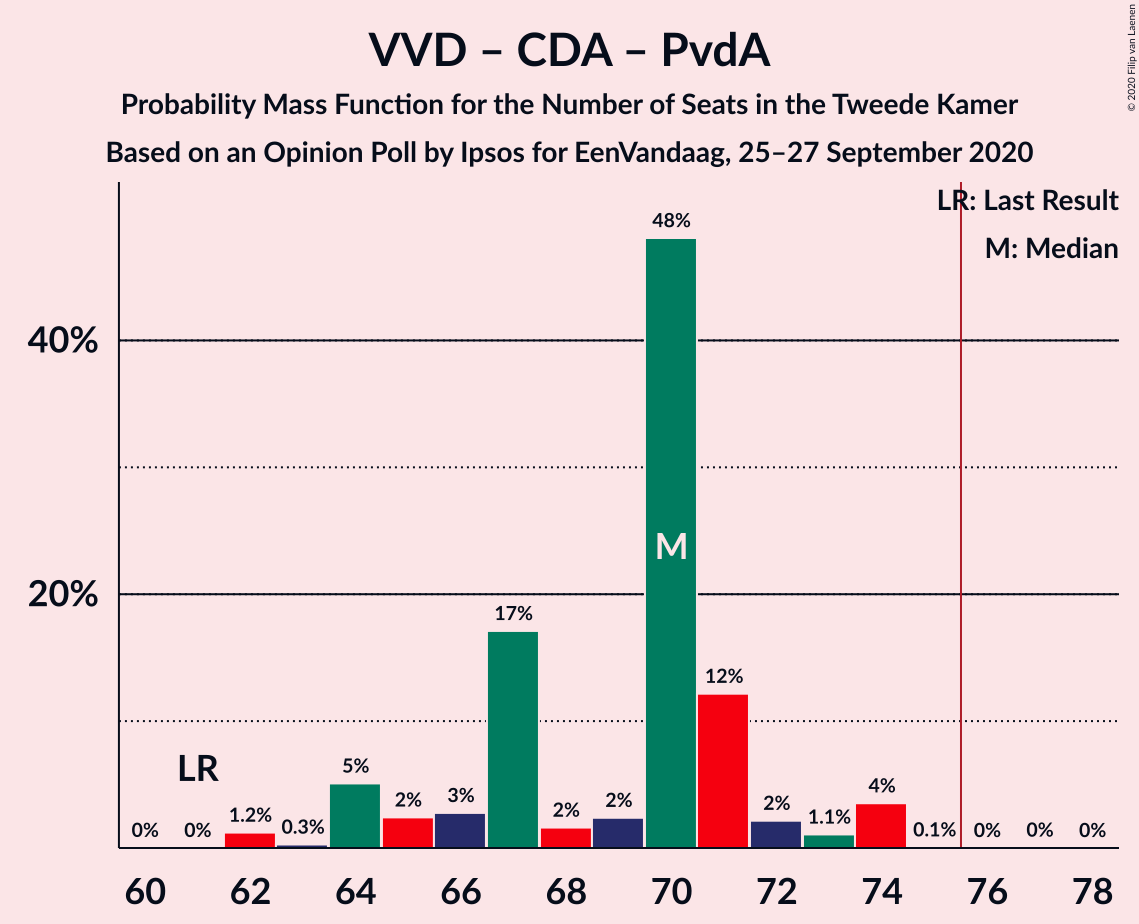 VVD – CDA – PvdA
Probability Mass Function for the Number of Seats in the Tweede Kamer
Based on an Opinion Poll by Ipsos for EenVandaag, 25–27 September 2020
© 2020 Filip van Laenen
LR: Last Result
M: Median
48%
40%
M
20%
17%
12%
LR
5%
4%
2%
3%
2%
2%
2%
1.2%
0.3%
1.1%
0.1%
0%
0%
0%
0%
0%
60 62 64 66 68 70 72 74 76 78